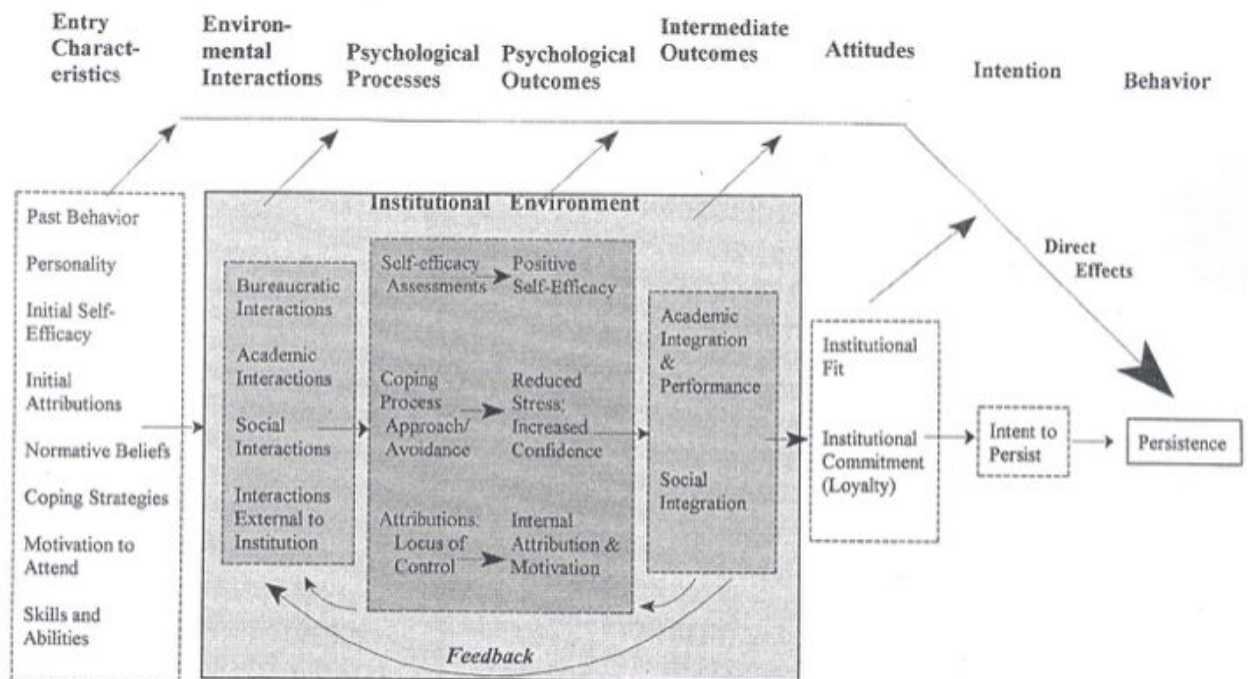 Entry
Charact-
eristics
Environ-
mental
Interactions
Psychological
Processes
Psychological
Outcomes
Intermediate
Outcomes
Attitudes
Intention
Behavior
Past Behavior
Personality
Initial Self-
Efficacy
Initial
Attributions
Normative Beliefs
Coping Strategies
Motivation to
Attend
Skills and
Abilities
Institutional Environment
Bureaucratic
Interactions
Academic
Interactions
Social
Interactions
Interactions
External to
Institution
Self-efficacy
Assessments
Positive
Self-Efficacy
Coping
Process
Approach/
Avoidance
Reduced
Stress;
Increased
Confidence
Attributions:
Locus of
Control
Internal
Attribution &
Motivation
Academic
Integration
&
Performance
Social
Integration
Feedback
Institutional
Fit
Institutional
Commitment
(Loyalty)
Direct
Effects
Intent to
Persist
Persistence